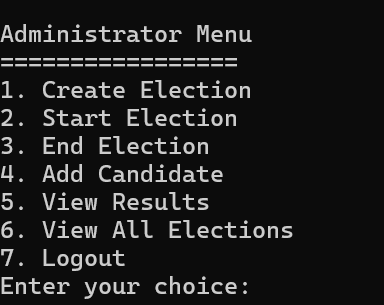 Administrator Menu
=================
1. Create Election
2. Start Election
3. End Election
4. Add Candidate
5. View Results
6. View All Elections
7. Logout
Enter your choice: